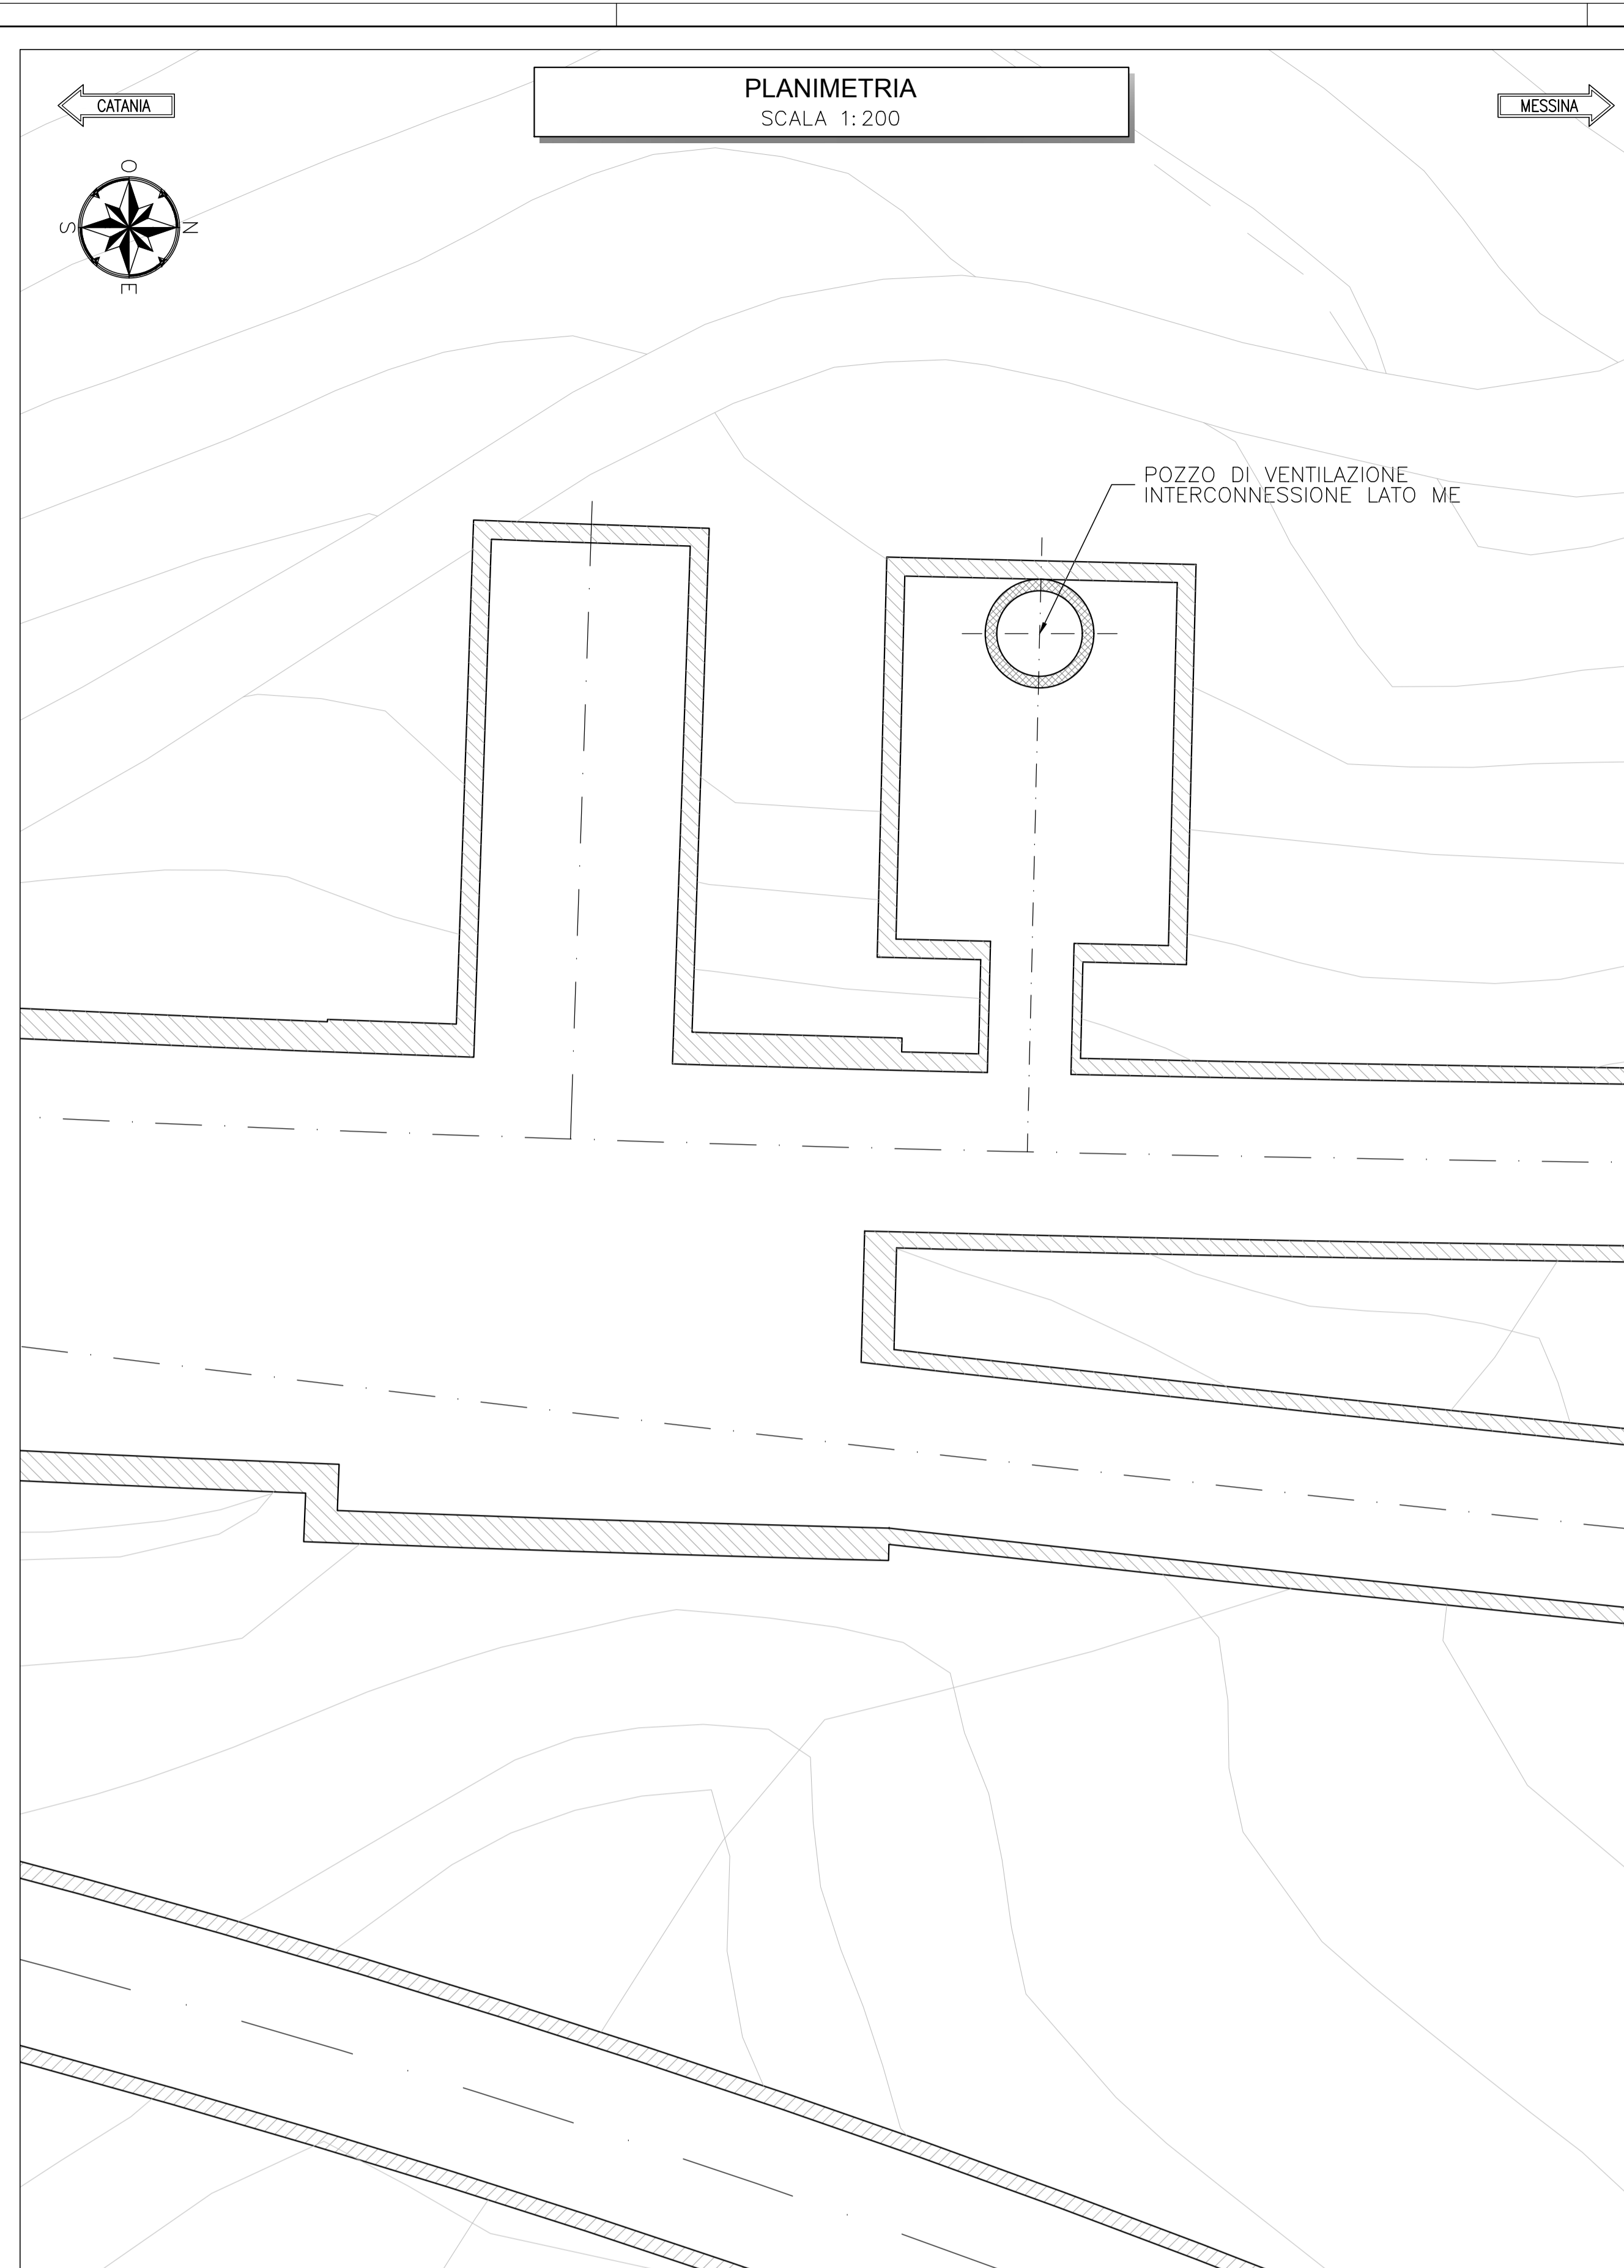 PLANIMETRIA
SCALA 1:200
CATANIA
MESSINA
O
S
N
E
POZZO DI VENTILAZIONE
INTERCONNESSIONE LATO ME